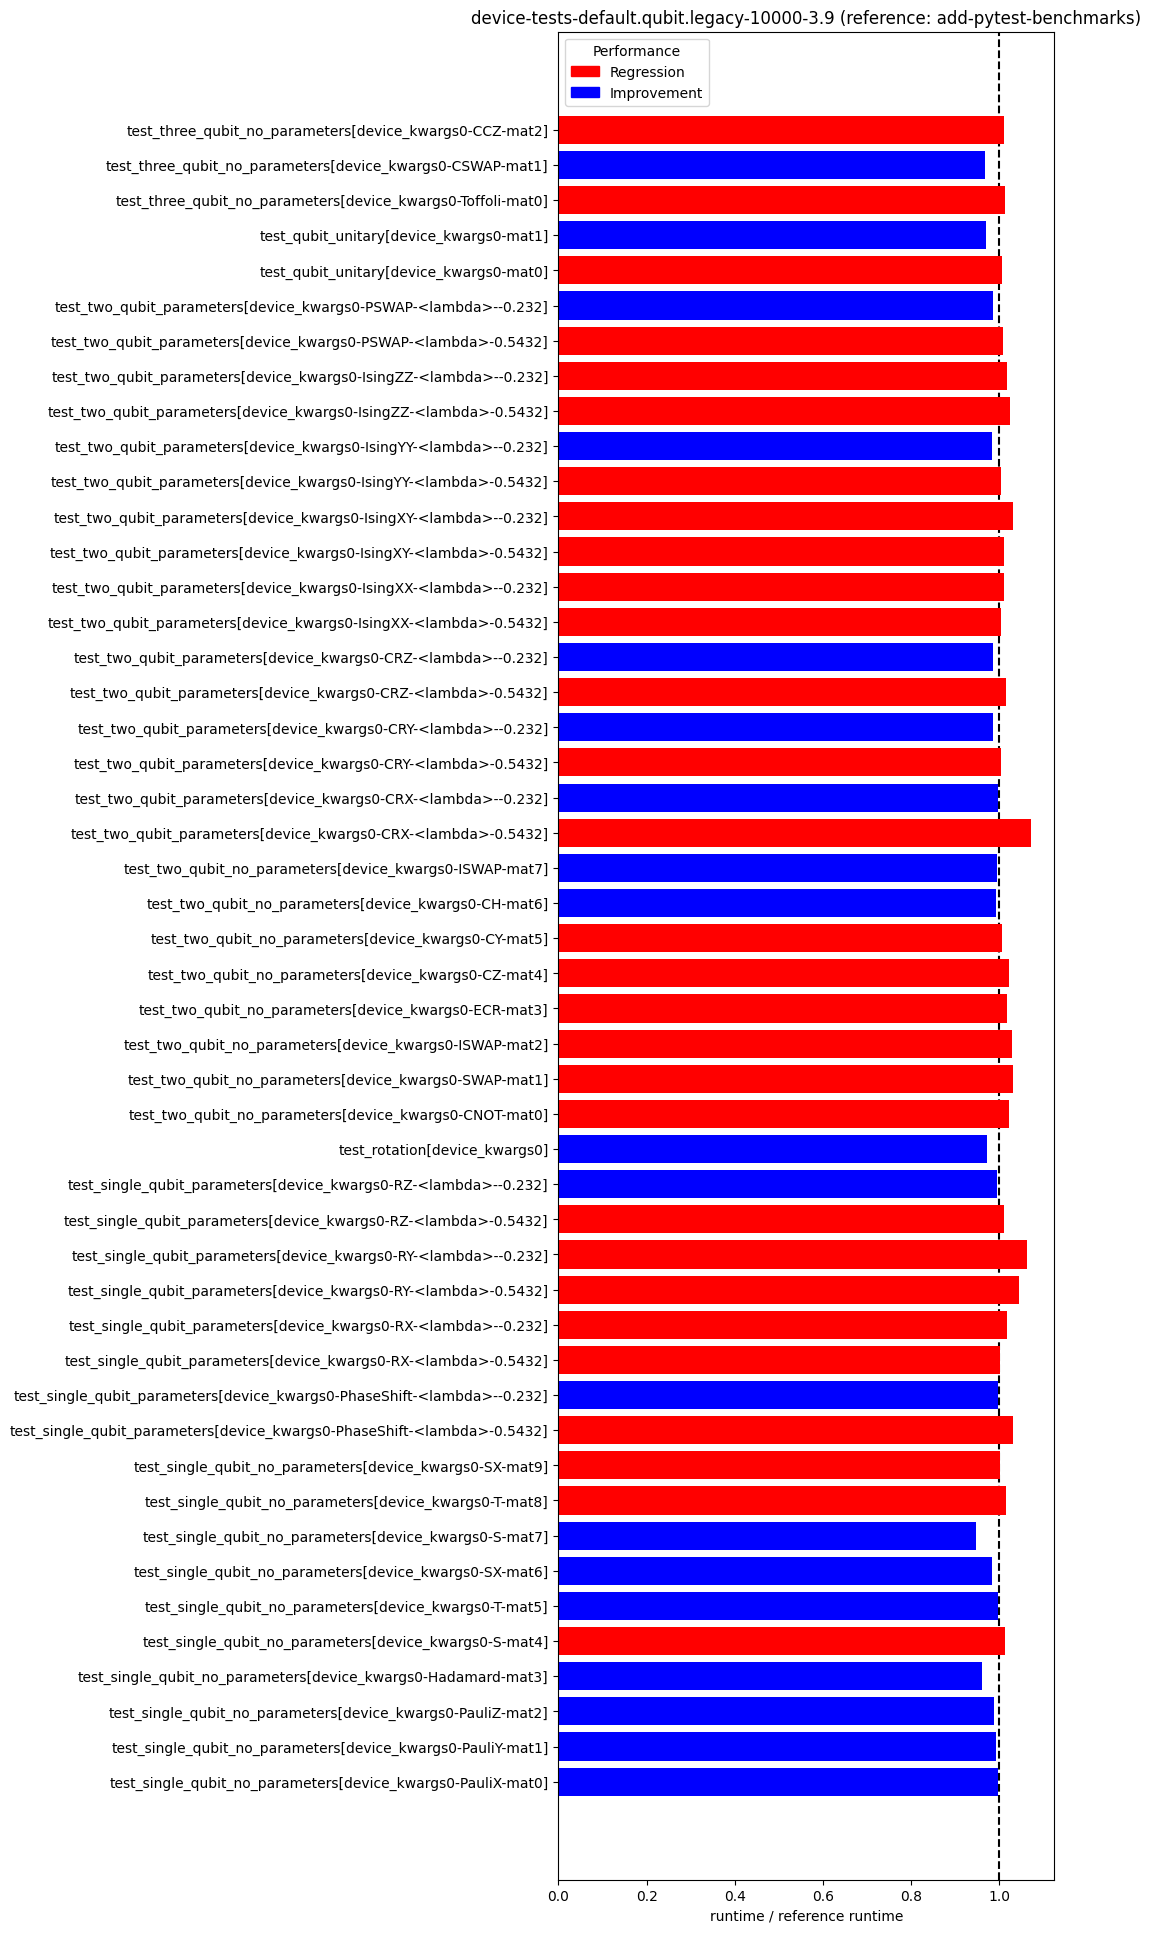 device-tests-default.qubit.legacy-10000-3.9 (reference: add-pytest-benchmarks)
Performance
Regression
Improvement
test_three_qubit_no_parameters[device_kwargs0-CCZ-mat2]
test_three_qubit_no_parameters[device_kwargs0-CSWAP-mat1]
test_three_qubit_no_parameters[device_kwargs0-Toffoli-mat0]
test_qubit_unitary[device_kwargs0-mat1]
test_qubit_unitary[device_kwargs0-mat0]
test_two_qubit_parameters[device_kwargs0-PSWAP-<lambda>--0.232]
test_two_qubit_parameters[device_kwargs0-PSWAP-<lambda>-0.5432]
test_two_qubit_parameters[device_kwargs0-IsingZZ-<lambda>--0.232]
test_two_qubit_parameters[device_kwargs0-IsingZZ-<lambda>-0.5432]
test_two_qubit_parameters[device_kwargs0-IsingYY-<lambda>--0.232]
test_two_qubit_parameters[device_kwargs0-IsingYY-<lambda>-0.5432]
test_two_qubit_parameters[device_kwargs0-IsingXY-<lambda>--0.232]
test_two_qubit_parameters[device_kwargs0-IsingXY-<lambda>-0.5432]
test_two_qubit_parameters[device_kwargs0-IsingXX-<lambda>--0.232]
test_two_qubit_parameters[device_kwargs0-IsingXX-<lambda>-0.5432]
test_two_qubit_parameters[device_kwargs0-CRZ-<lambda>--0.232]
test_two_qubit_parameters[device_kwargs0-CRZ-<lambda>-0.5432]
test_two_qubit_parameters[device_kwargs0-CRY-<lambda>--0.232]
test_two_qubit_parameters[device_kwargs0-CRY-<lambda>-0.5432]
test_two_qubit_parameters[device_kwargs0-CRX-<lambda>--0.232]
test_two_qubit_parameters[device_kwargs0-CRX-<lambda>-0.5432]
test_two_qubit_no_parameters[device_kwargs0-ISWAP-mat7]
test_two_qubit_no_parameters[device_kwargs0-CH-mat6]
test_two_qubit_no_parameters[device_kwargs0-CY-mat5]
test_two_qubit_no_parameters[device_kwargs0-CZ-mat4]
test_two_qubit_no_parameters[device_kwargs0-ECR-mat3]
test_two_qubit_no_parameters[device_kwargs0-ISWAP-mat2]
test_two_qubit_no_parameters[device_kwargs0-SWAP-mat1]
test_two_qubit_no_parameters[device_kwargs0-CNOT-mat0]
test_rotation[device_kwargs0]
test_single_qubit_parameters[device_kwargs0-RZ-<lambda>--0.232]
test_single_qubit_parameters[device_kwargs0-RZ-<lambda>-0.5432]
test_single_qubit_parameters[device_kwargs0-RY-<lambda>--0.232]
test_single_qubit_parameters[device_kwargs0-RY-<lambda>-0.5432]
test_single_qubit_parameters[device_kwargs0-RX-<lambda>--0.232]
test_single_qubit_parameters[device_kwargs0-RX-<lambda>-0.5432]
test_single_qubit_parameters[device_kwargs0-PhaseShift-<lambda>--0.232]
test_single_qubit_parameters[device_kwargs0-PhaseShift-<lambda>-0.5432]
test_single_qubit_no_parameters[device_kwargs0-SX-mat9]
test_single_qubit_no_parameters[device_kwargs0-T-mat8]
test_single_qubit_no_parameters[device_kwargs0-S-mat7]
test_single_qubit_no_parameters[device_kwargs0-SX-mat6]
test_single_qubit_no_parameters[device_kwargs0-T-mat5]
test_single_qubit_no_parameters[device_kwargs0-S-mat4]
test_single_qubit_no_parameters[device_kwargs0-Hadamard-mat3]
test_single_qubit_no_parameters[device_kwargs0-PauliZ-mat2]
test_single_qubit_no_parameters[device_kwargs0-PauliY-mat1]
test_single_qubit_no_parameters[device_kwargs0-PauliX-mat0]
0.0 0.2 0.4 0.6 0.8 1.0
runtime / reference runtime